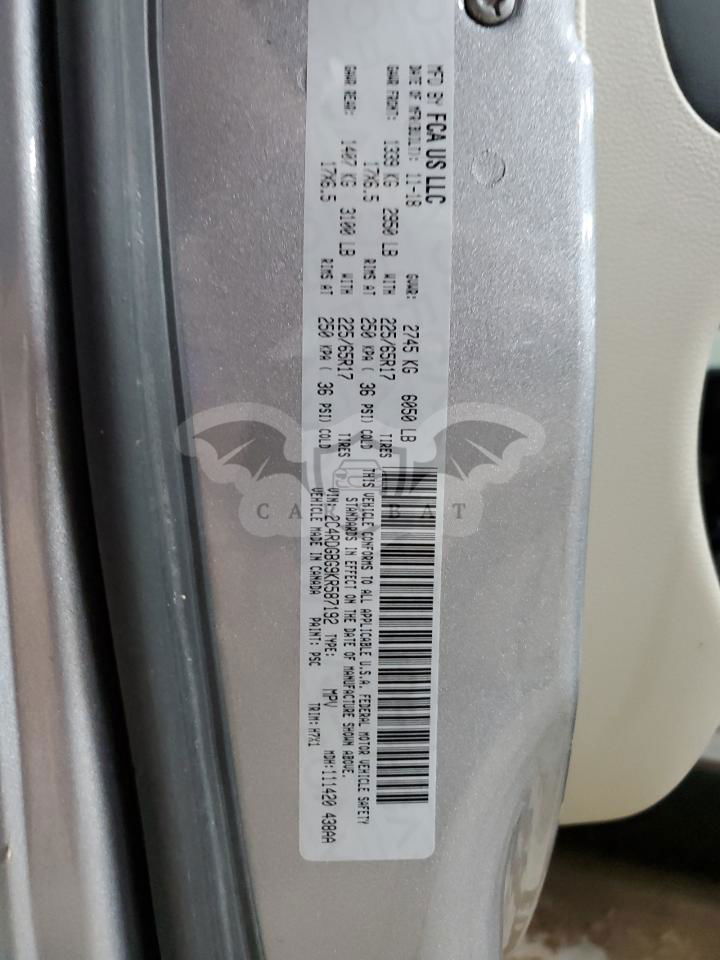 MFD BY FCA US LLC
DATE OF MFR(BUILT): 11-18 GVWR: 2745 KG 6050 LB
GAWR FRONT: 1339 KG 2950 LB WITH 225/65R17 TIRES
17X6.5 RIMS AT 250 KPA ( 36 PSI) COLD
GAWR REAR: 1407 KG 3100 LB WITH 225/65R17 TIRES
17X6.5 RIMS AT 250 KPA ( 36 PSI) COLD
THIS VEHICLE CONFORMS TO ALL APPLICABLE U.S.A. FEDERAL MOTOR VEHICLE SAFETY
STANDARDS IN EFFECT ON THE DATE OF MANUFACTURE SHOWN ABOVE.
VIN: 2C4RDGBG9KR587192 TYPE: MPV MDH:111420 438AA
VEHICLE MADE IN CANADA PAINT: PSC TRIM: H7X1